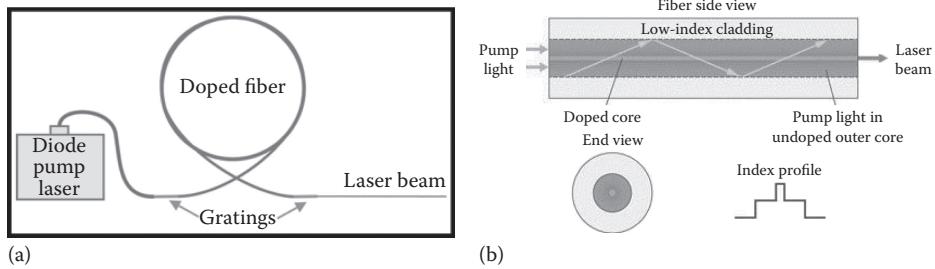 Doped fiber
Diode
pump
laser
Laser beam
Gratings
(a)
Fiber side view
Low-index cladding
Pump
light
Laser
beam
Doped core
Pump light in
undoped outer core
End view
Index profile
(b)